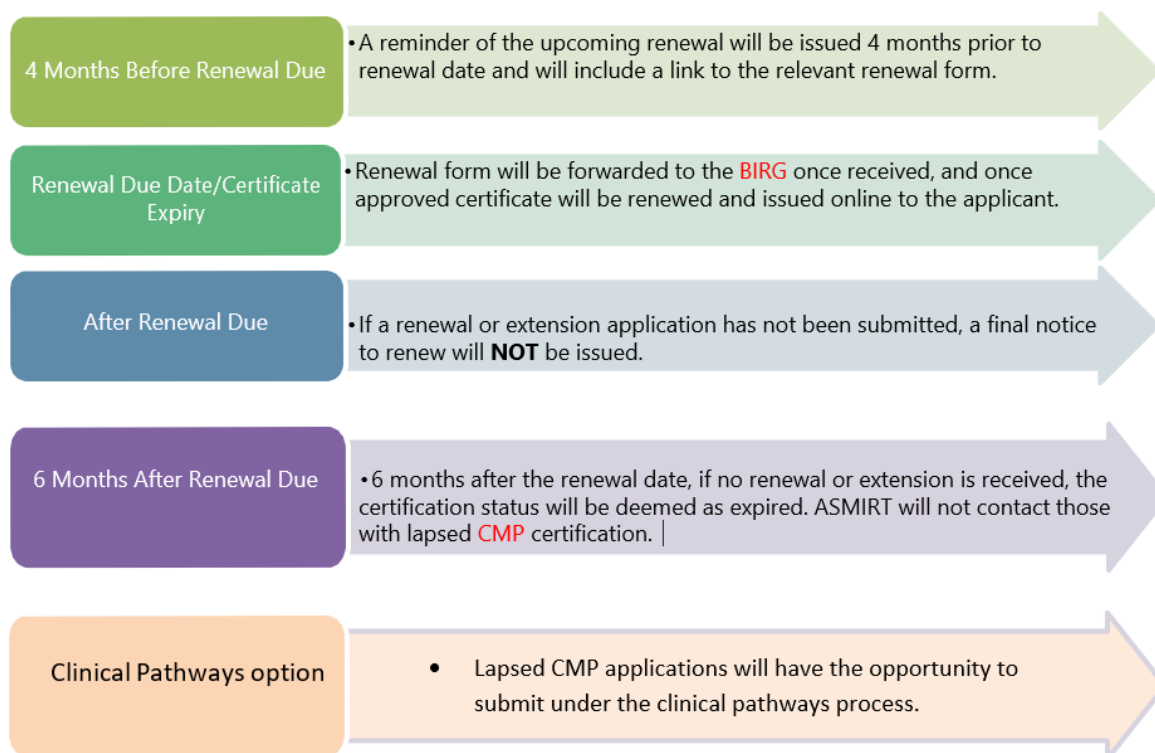 4 Months Before Renewal Due
•A reminder of the upcoming renewal will be issued 4 months prior to
renewal date and will include a link to the relevant renewal form.
Renewal Due Date/Certificate
Expiry
•Renewal form will be forwarded to the BIRG once received, and once
approved certificate will be renewed and issued online to the applicant.
After Renewal Due
•If a renewal or extension application has not been submitted, a final notice
to renew will NOT be issued.
6 Months After Renewal Due
•6 months after the renewal date, if no renewal or extension is received, the
certification status will be deemed as expired. ASMIRT will not contact those
with lapsed CMP certification.
Clinical Pathways option
• Lapsed CMP applications will have the opportunity to
submit under the clinical pathways process.